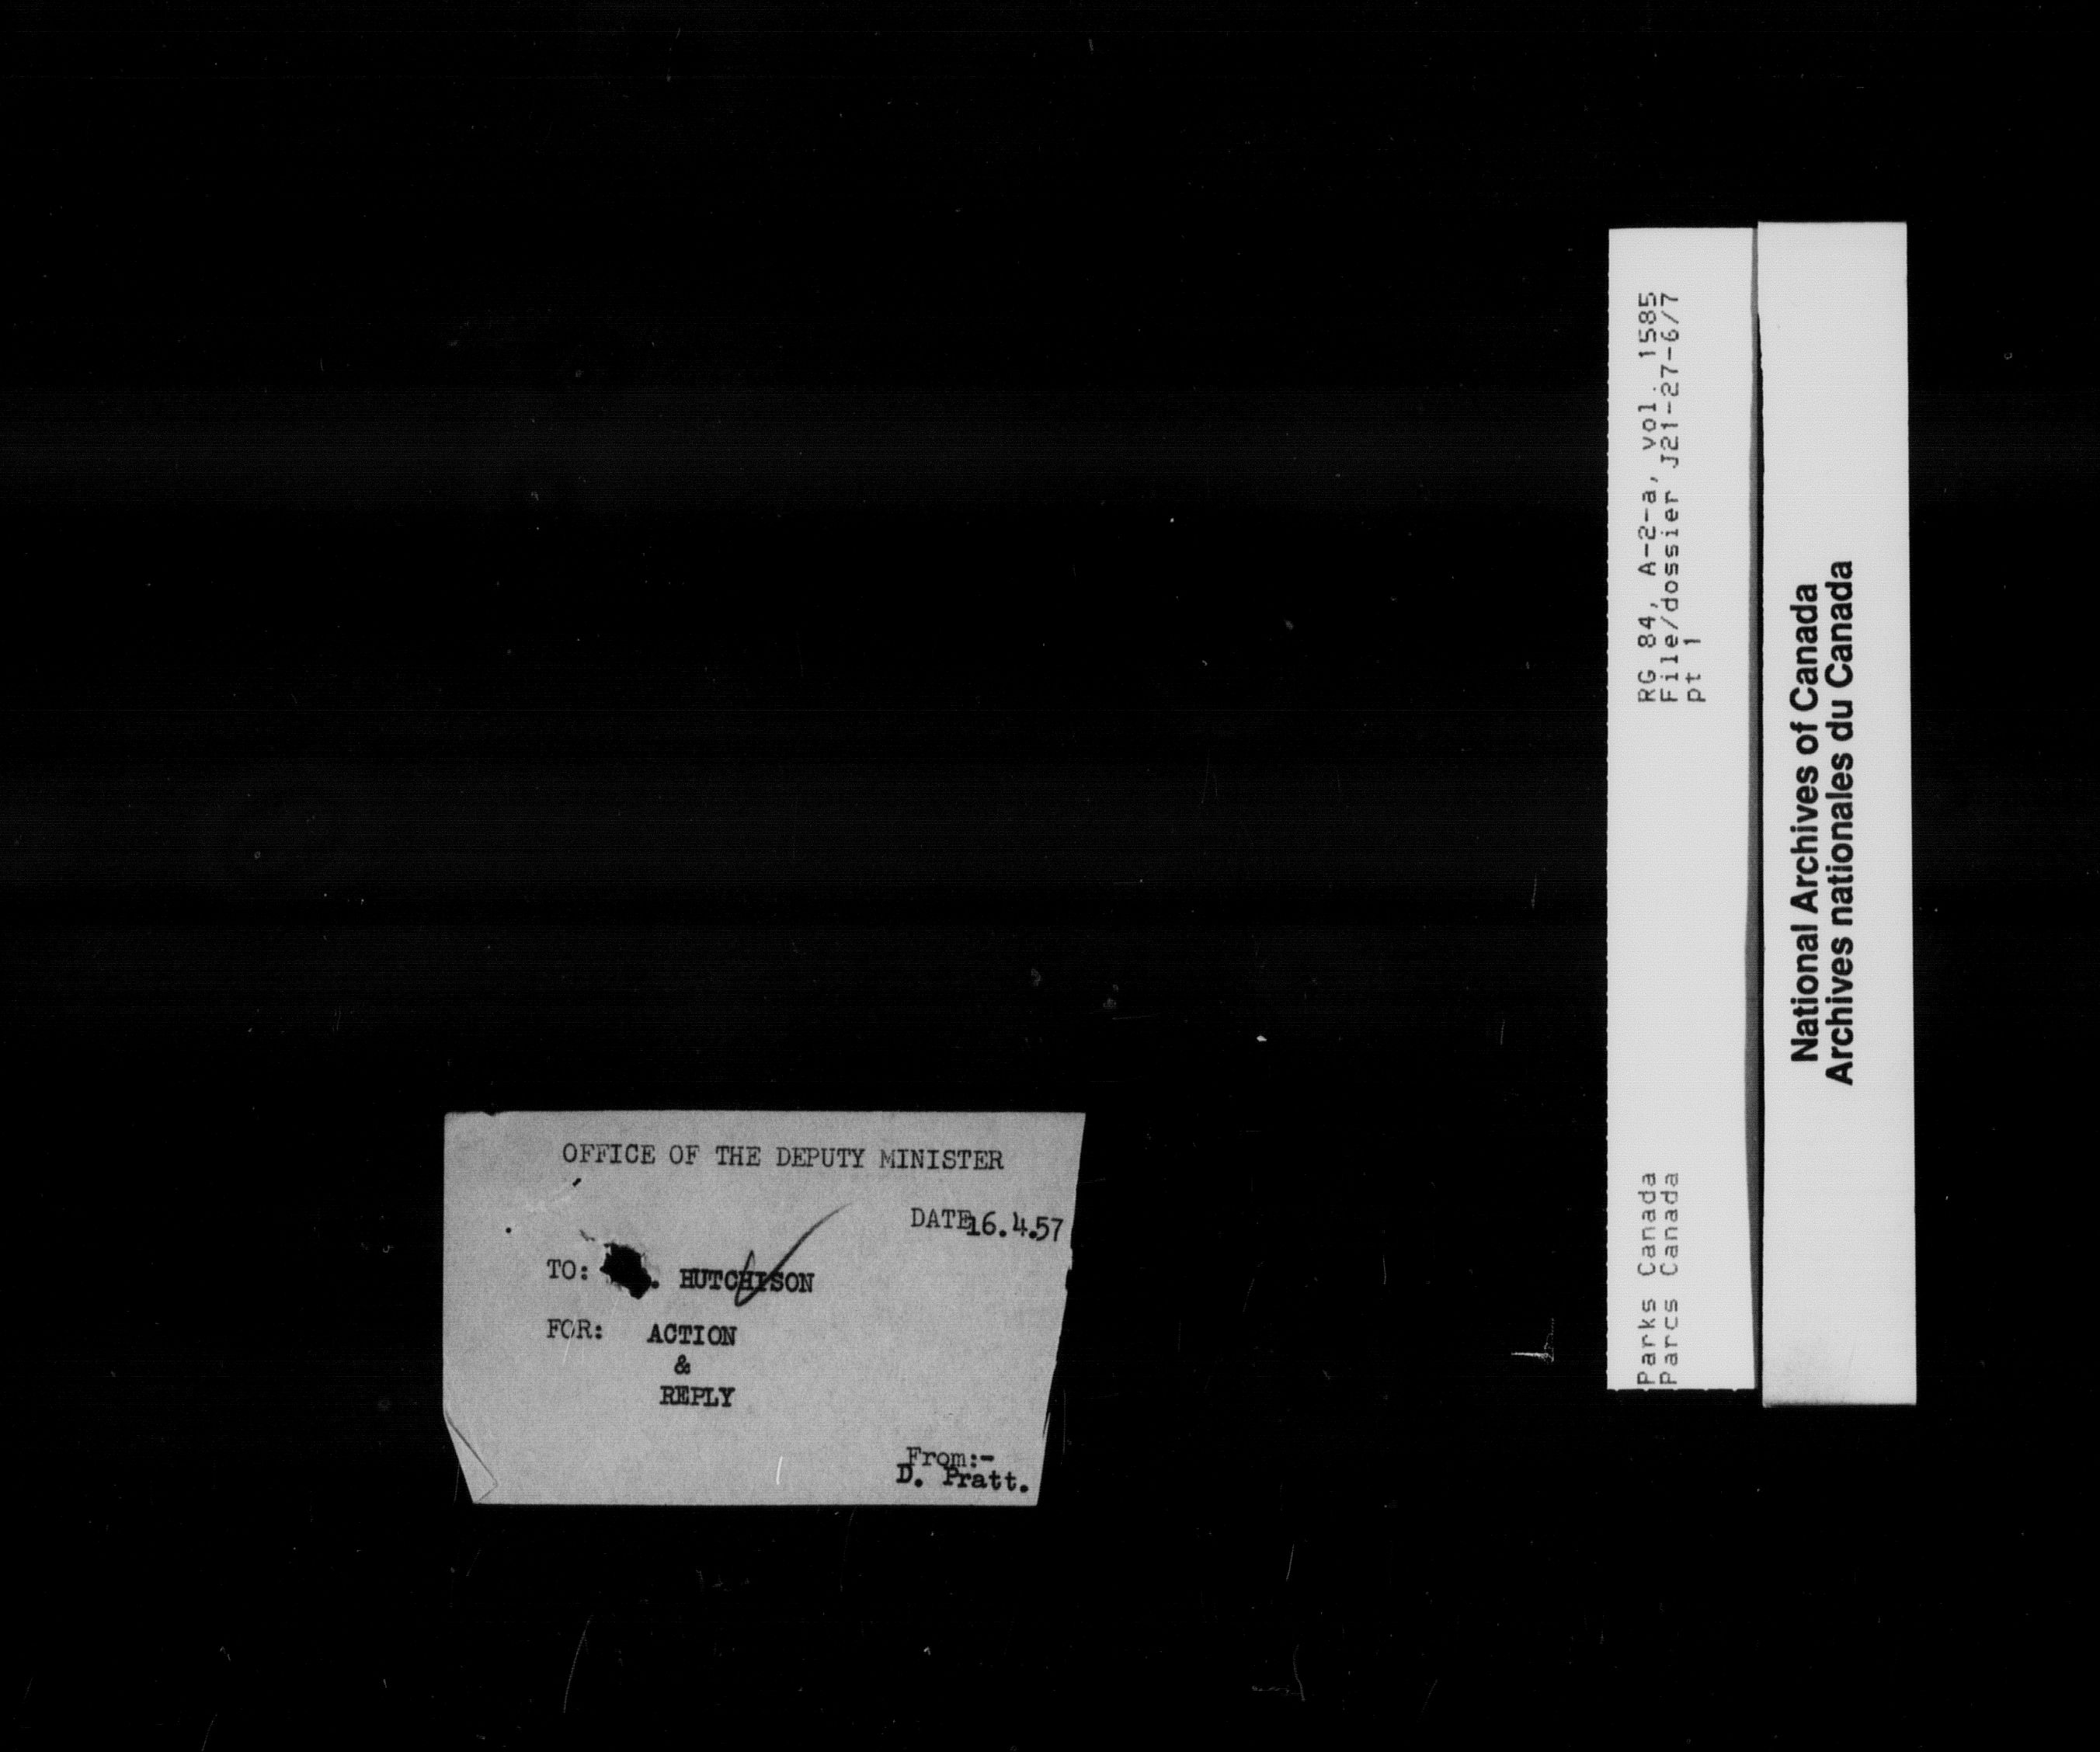 OFFICE OF THE DEPUTY MINISTER
DATE 16.4.57
TO: . HUTCHISON
FOR: ACTION
&
REPLY
From:-
D. Pratt.
RG 84, A-2-a, vol. 1585
File/dossier J21-27-6/7
pt 1
Parks Canada
Parcs Canada
National Archives of Canada
Archives nationales du Canada